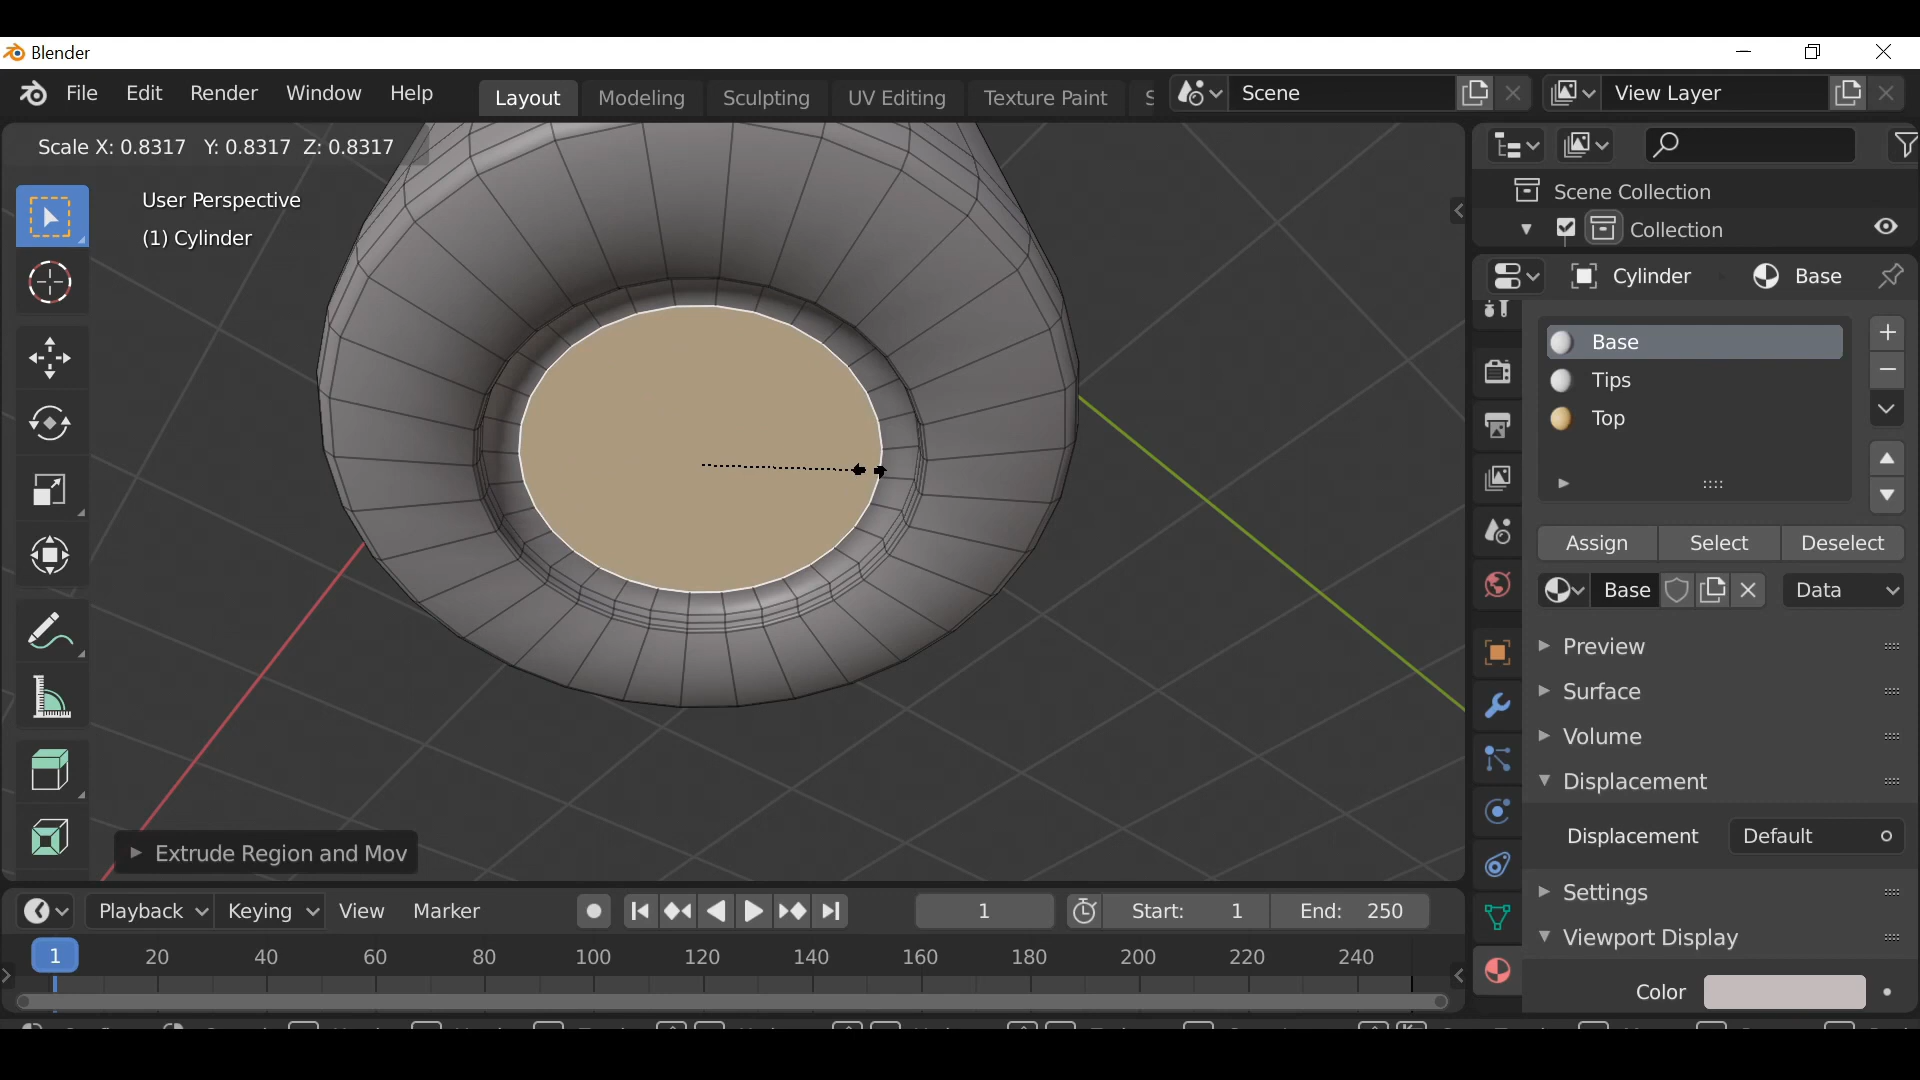 Blender
File Edit Render Window Help Layout Modeling Sculpting UV Editing Texture Paint S Scene View Layer
Scale X: 0.8317 Y: 0.8317 Z: 0.8317
User Perspective
(1) Cylinder
Scene Collection
Collection
Cylinder Base
Base
Tips
Top
Assign Select Deselect
Base Data
Preview
Surface
Volume
Displacement
Displacement Default
Settings
Viewport Display
Color
Extrude Region and Mov
Playback Keying View Marker 1 Start: 1 End: 250
1 20 40 60 80 100 120 140 160 180 200 220 240